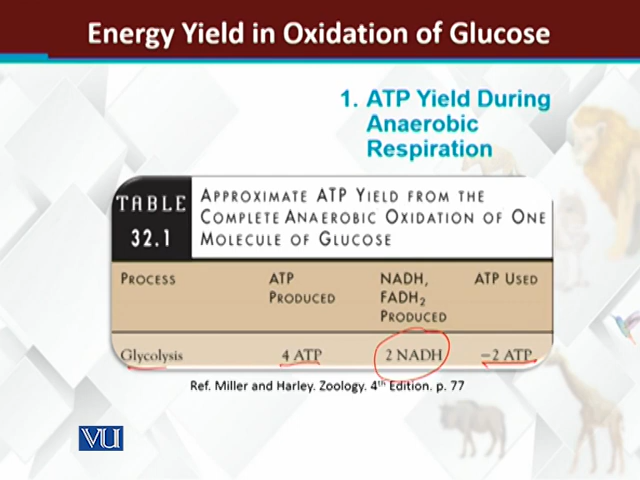 Energy Yield in Oxidation of Glucose
1. ATP Yield During
Anaerobic
Respiration
TABLE
32.1
APPROXIMATE ATP YIELD FROM THE
COMPLETE ANAEROBIC OXIDATION OF ONE
MOLECULE OF GLUCOSE
PROCESS
ATP
PRODUCED
NADH,
FADH₂
PRODUCED
ATP USED
Glycolysis 4 ATP 2 NADH −2 ATP
Ref. Miller and Harley. Zoology. 4th Edition. p. 77
VU